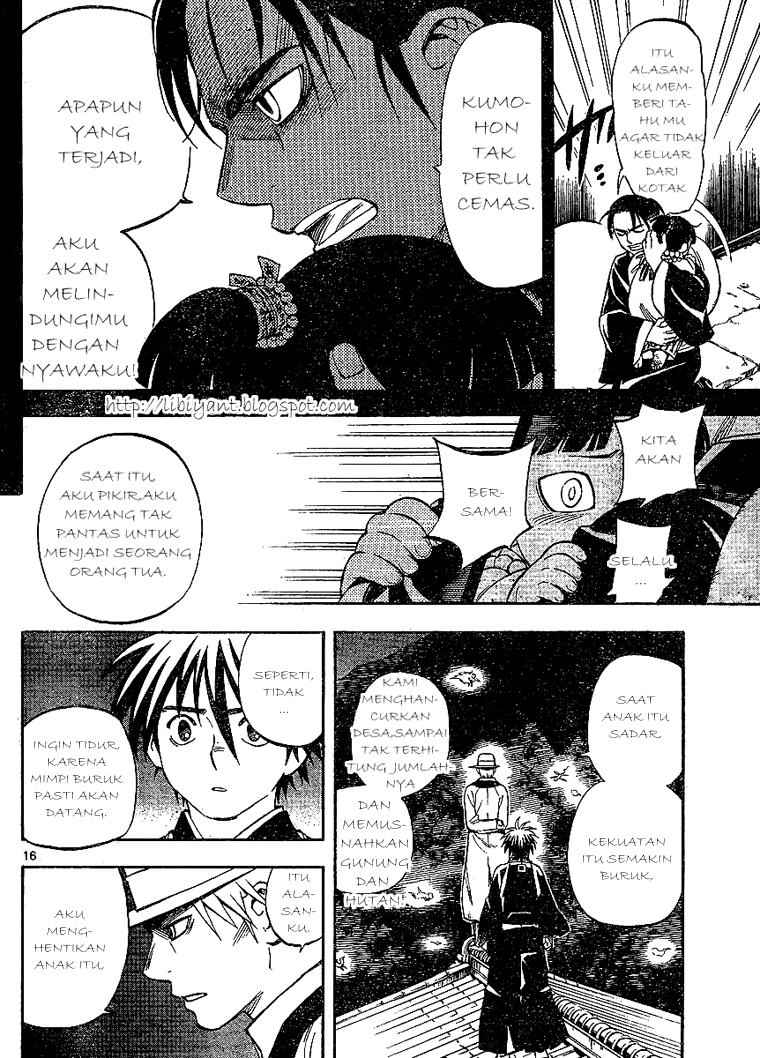 ITU
ALASAN-
KU MEM-
BERI TA-
HU MU
AGAR TIDAK
KELUAR
DARI
KOTAK
KUMO-
HON
TAK
PERLU
CEMAS.
APAPUN
YANG
TERJADI,
AKU
AKAN
MELIN-
DUNGIMU
DENGAN
NYAWAKU!
http://libiyant.blogspot.com
KITA
AKAN
SELALU
...
BER-
SAMA!
SAAT ITU,
AKU PIKIR,AKU
MEMANG TAK
PANTAS UNTUK
MENJADI SEORANG
ORANG TUA.
SAAT
ANAK ITU
SADAR,
KEKUATAN
ITU SEMAKIN
BURUK,
KAMI
MENGHAN-
CURKAN
DESA,SAMPAI
TAK TERHI-
TUNG JUMLAH-
NYA
DAN
MEMUS-
NAHKAN
GUNUNG
DAN
HUTAN!
SEPERTI,
TIDAK
...
INGIN TIDUR,
KARENA
MIMPI BURUK
PASTI AKAN
DATANG.
16
ITU
ALA-
SAN-
KU.
AKU
MENG-
HENTIKAN
ANAK ITU,